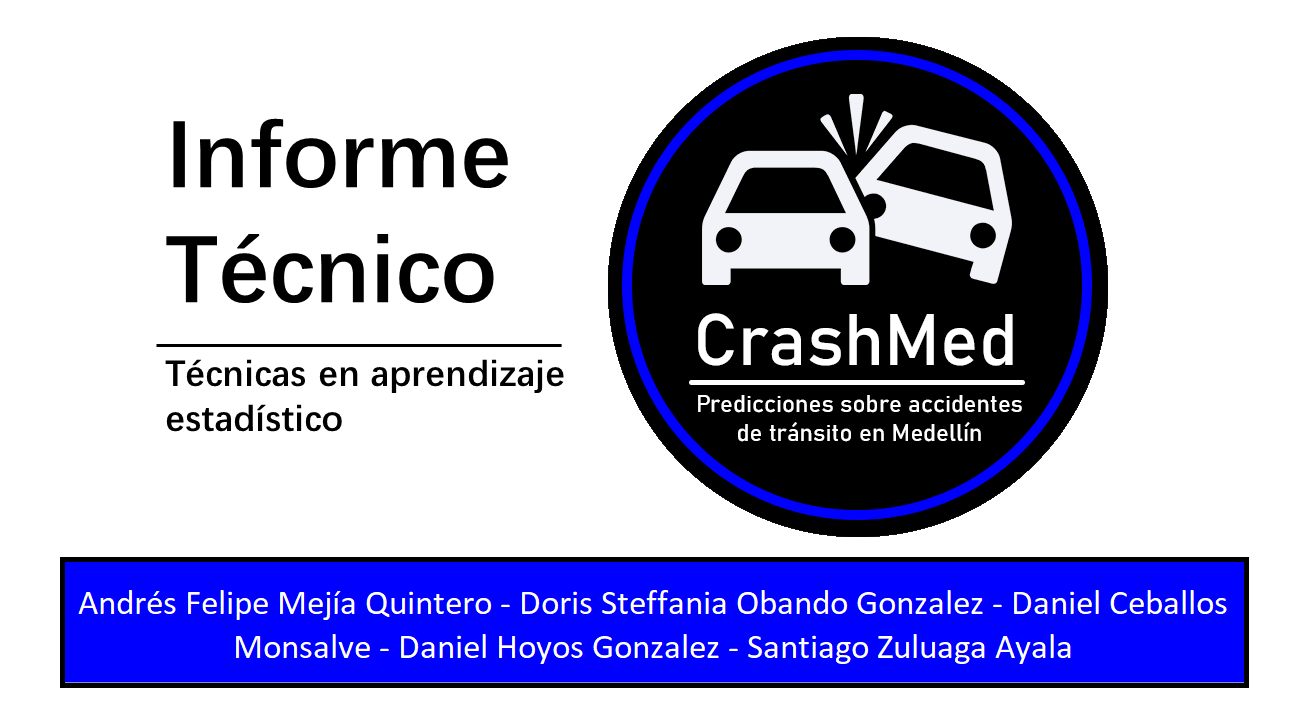 Informe
Técnico
Técnicas en aprendizaje
estadístico
CrashMed
Predicciones sobre accidentes
de tránsito en Medellín
Andrés Felipe Mejía Quintero - Doris Steffania Obando Gonzalez - Daniel Ceballos
Monsalve - Daniel Hoyos Gonzalez - Santiago Zuluaga Ayala